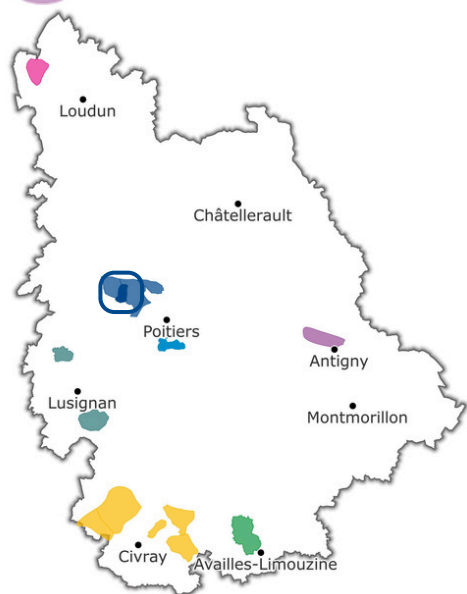 Loudun
Châtellerault
Poitiers
Antigny
Lusignan
Montmorillon
Civray
Availles-Limouzine